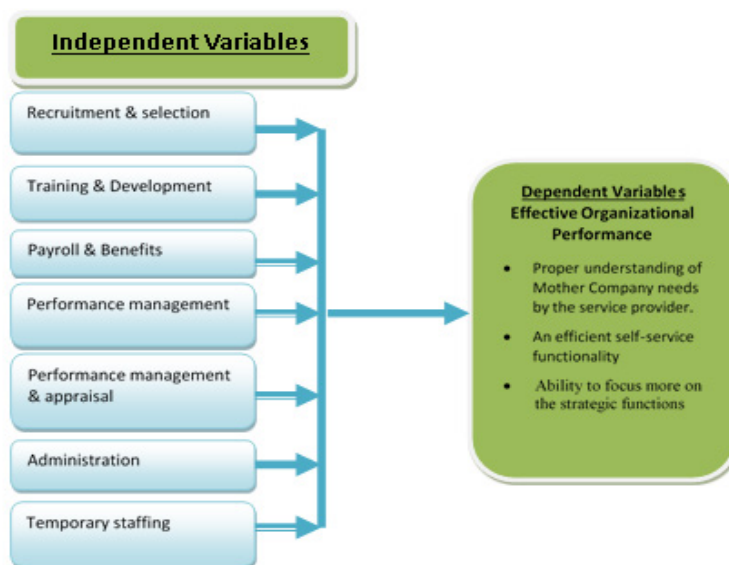 Independent Variables
Recruitment & selection
Training & Development
Payroll & Benefits
Performance management
Performance management
& appraisal
Administration
Temporary staffing
Dependent Variables
Effective Organizational
Performance
• Proper understanding of
Mother Company needs
by the service provider.
• An efficient self-service
functionality
• Ability to focus more on
the strategic functions